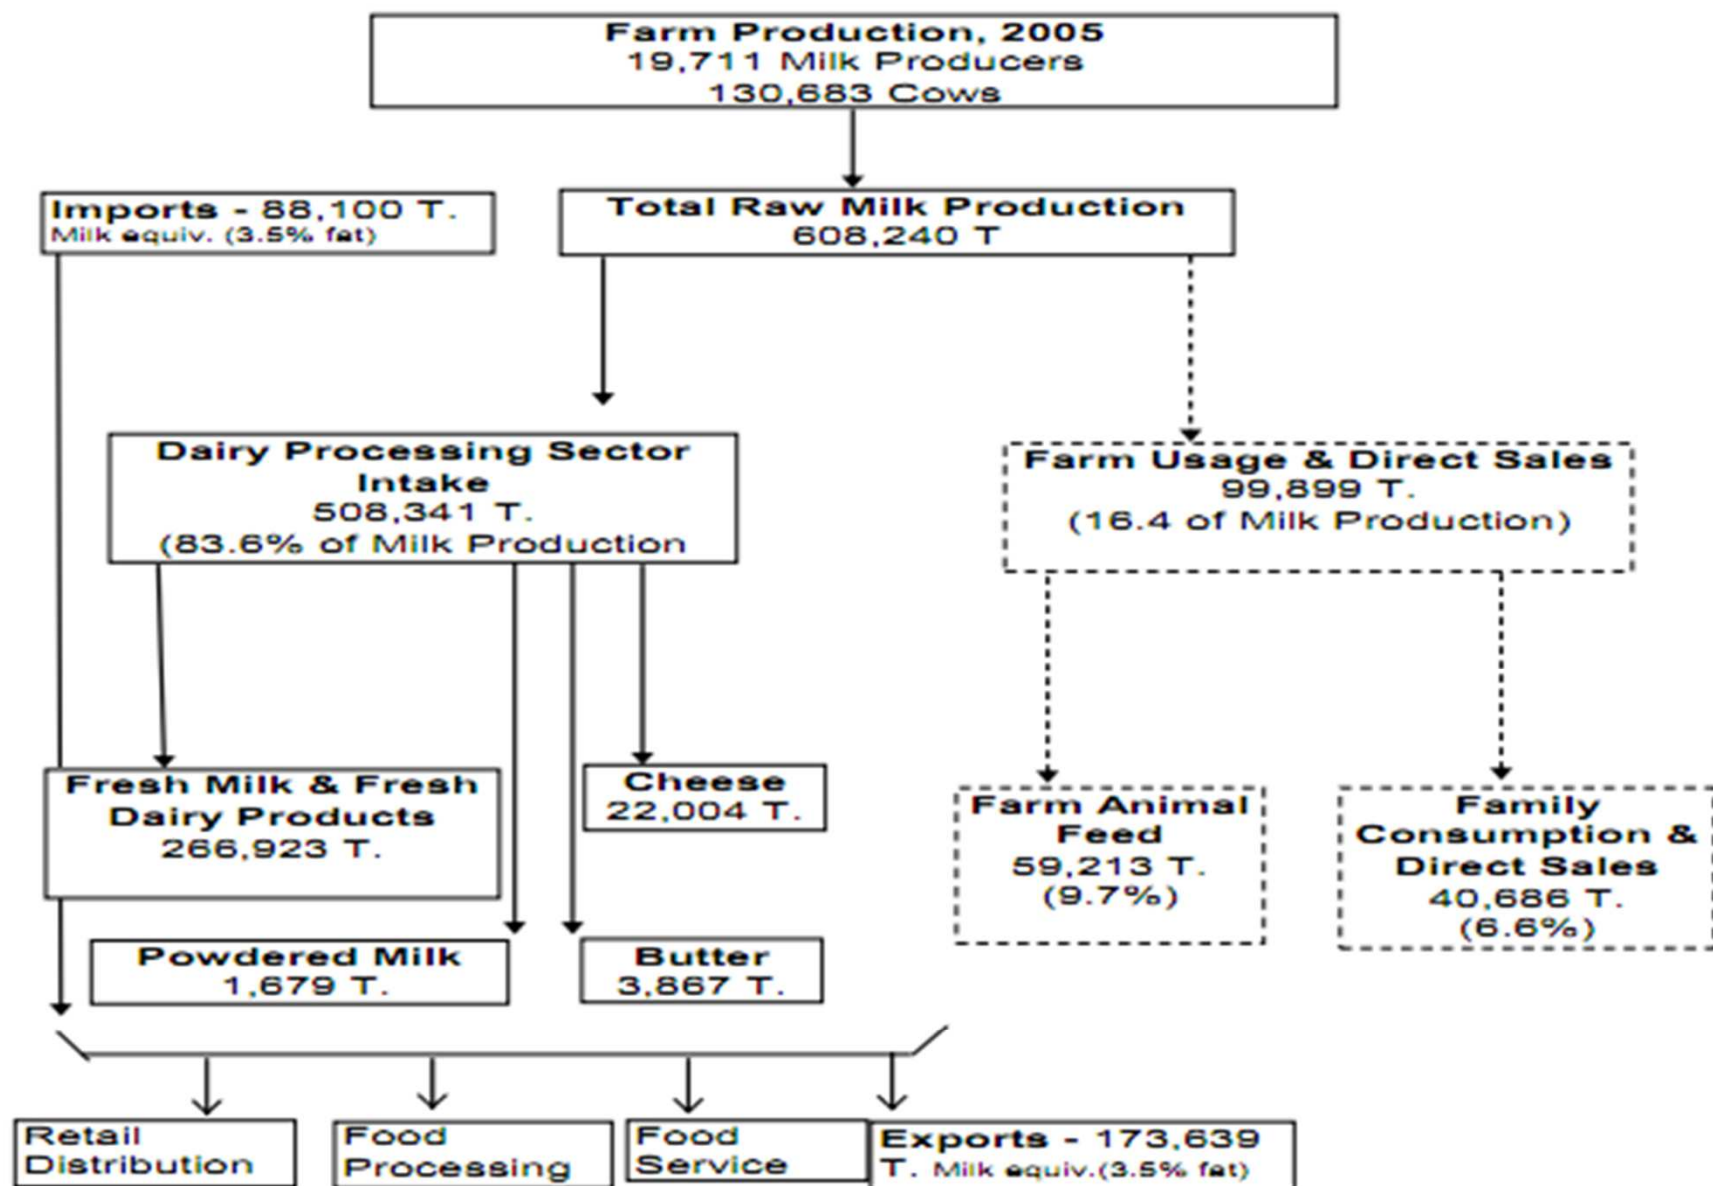 Farm Production, 2005
19,711 Milk Producers
130,683 Cows
Imports - 88,100 T.
Milk equiv. (3.5% fat)
Total Raw Milk Production
608,240 T
Dairy Processing Sector
Intake
508,341 T.
(83.6% of Milk Production
Farm Usage & Direct Sales
99,899 T.
(16.4 of Milk Production)
Fresh Milk & Fresh
Dairy Products
266,923 T.
Cheese
22,004 T.
Farm Animal
Feed
59,213 T.
(9.7%)
Family
Consumption &
Direct Sales
40,686 T.
(6.6%)
Powdered Milk
1,679 T.
Butter
3,867 T.
Retail
Distribution
Food
Processing
Food
Service
Exports - 173,639
T. Milk equiv.(3.5% fat)